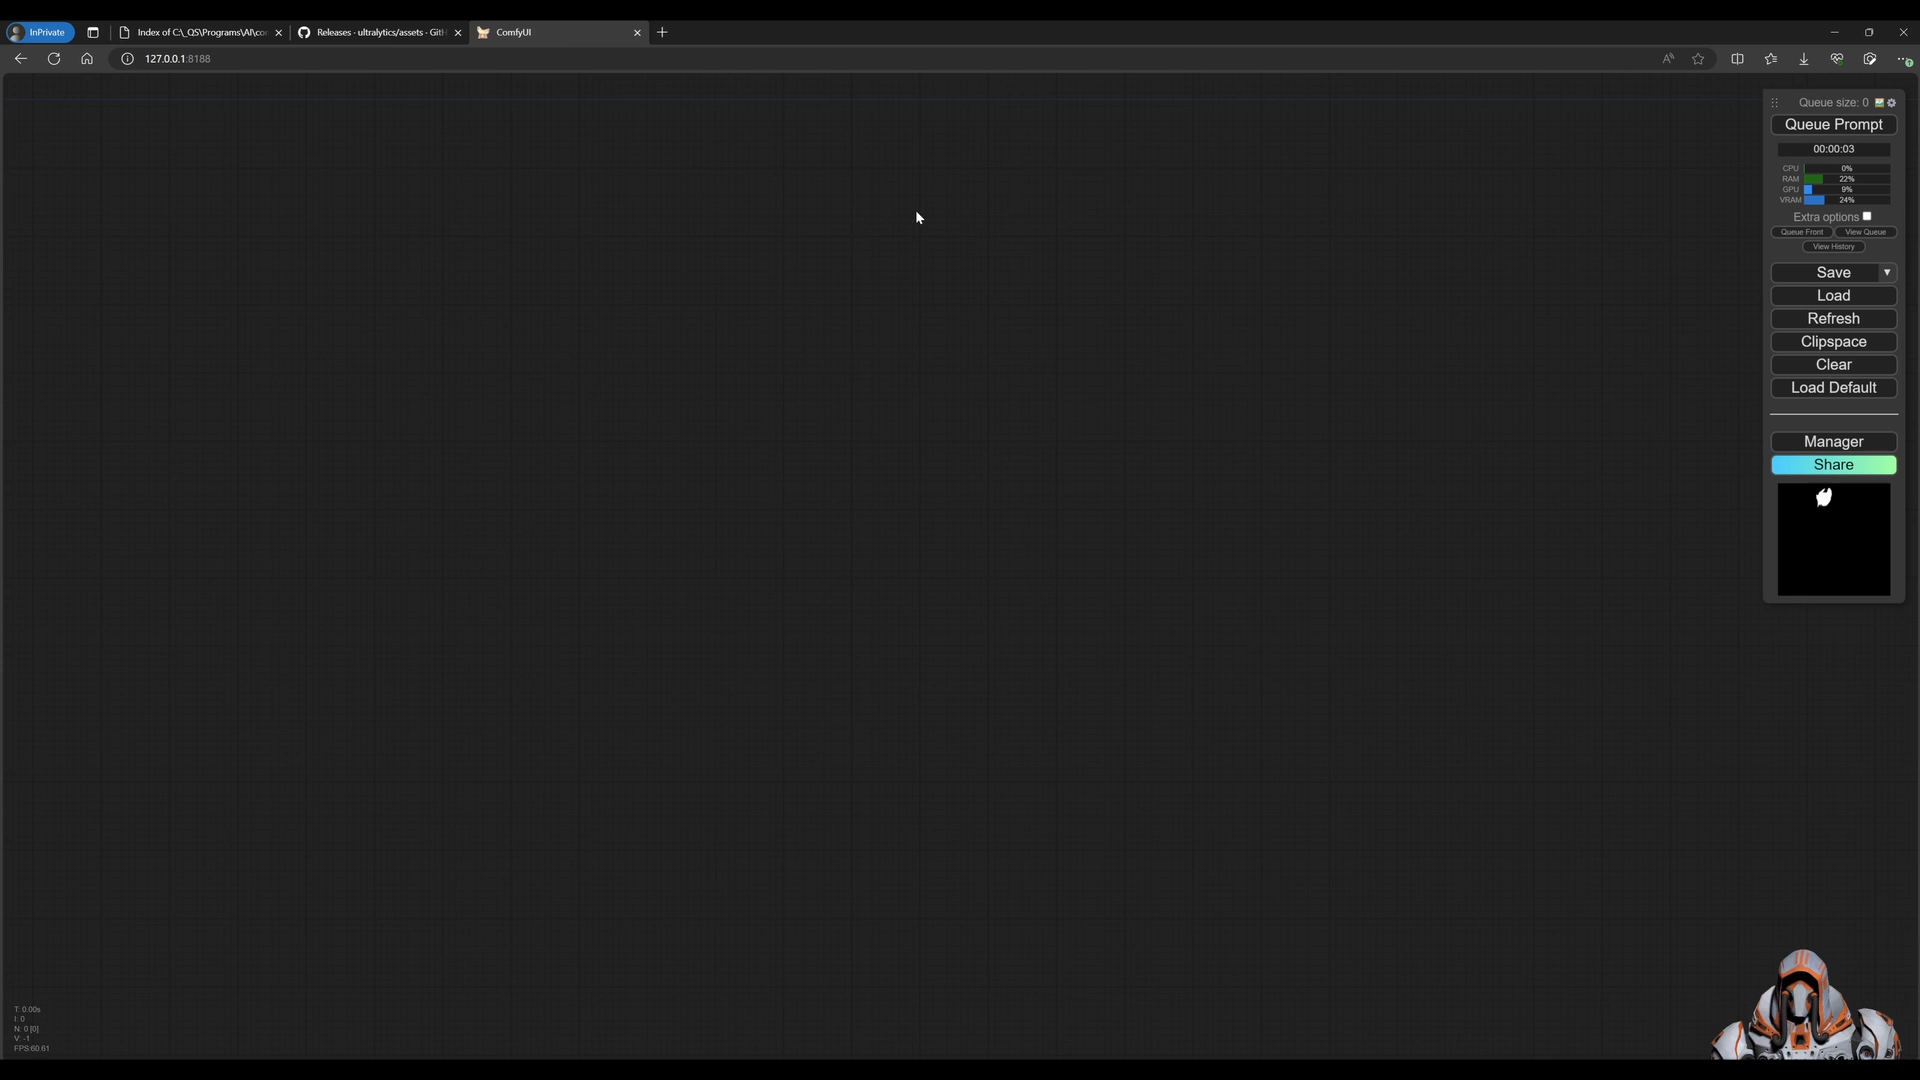 InPrivate
Index of C:\_QS\Programs\AI\co
Releases · ultralytics/assets · Git
ComfyUI
127.0.0.1:8188
Queue size: 0
Queue Prompt
00:00:03
CPU 0%
RAM 22%
GPU 9%
VRAM 24%
Extra options
Queue Front View Queue
View History
Save
Load
Refresh
Clipspace
Clear
Load Default
Manager
Share
T: 0.00s
I: 0
N: 0 [0]
V: -1
FPS:60.61